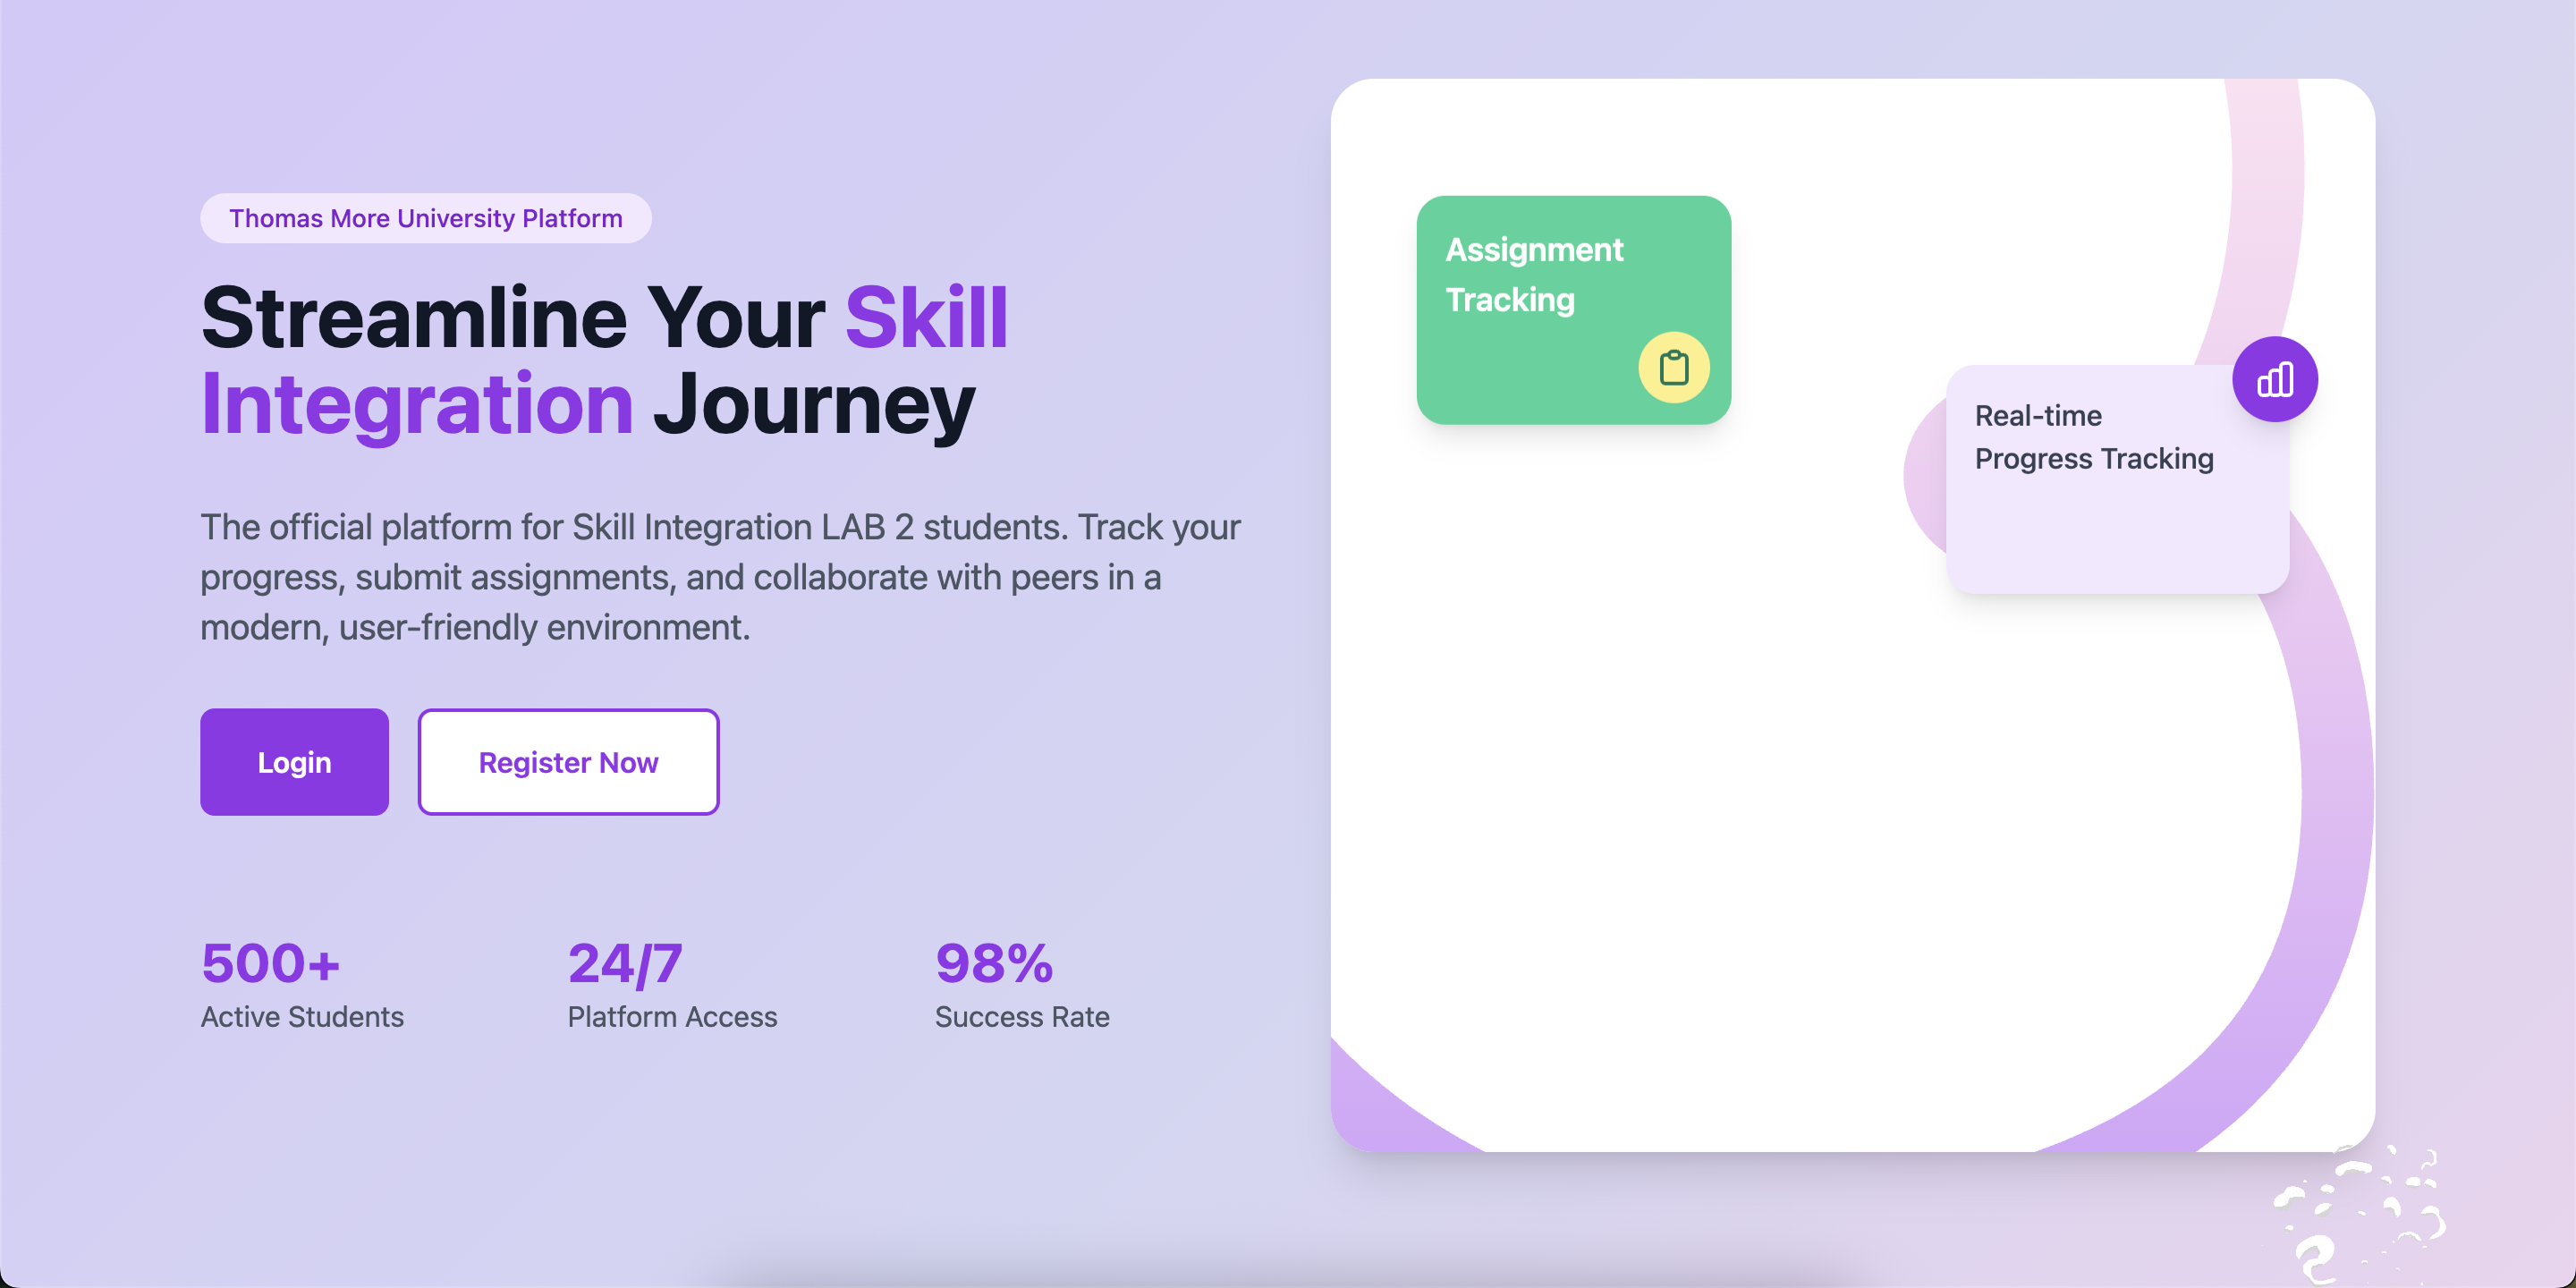 Thomas More University Platform
Streamline Your Skill
Integration Journey
The official platform for Skill Integration LAB 2 students. Track your
progress, submit assignments, and collaborate with peers in a
modern, user-friendly environment.
Login
Register Now
500+
Active Students
24/7
Platform Access
98%
Success Rate
Assignment
Tracking
Real-time
Progress Tracking